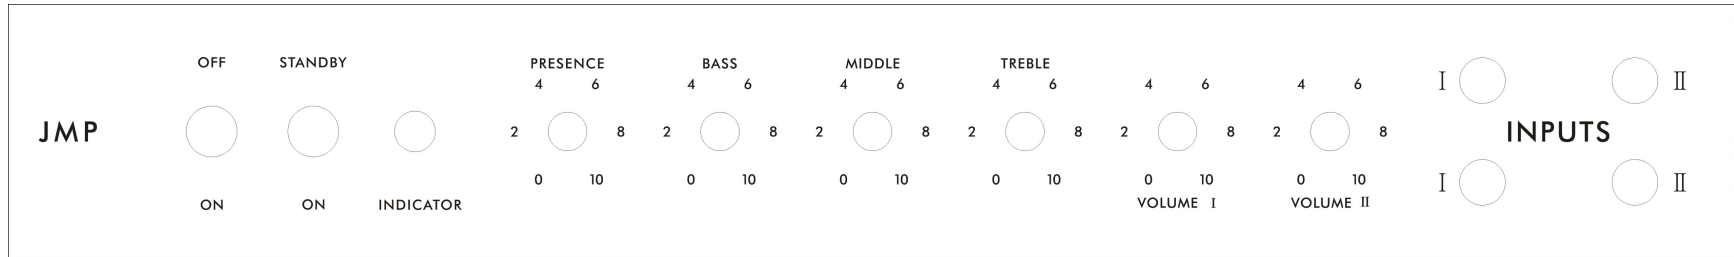 OFF STANDBY PRESENCE BASS MIDDLE TREBLE
4 6 4 6 4 6 4 6 4 6 4 6 I II
JMP 2 8 2 8 2 8 2 8 2 8 2 8 INPUTS
0 10 0 10 0 10 0 10 0 10 0 10 I II
ON ON INDICATOR VOLUME I VOLUME II